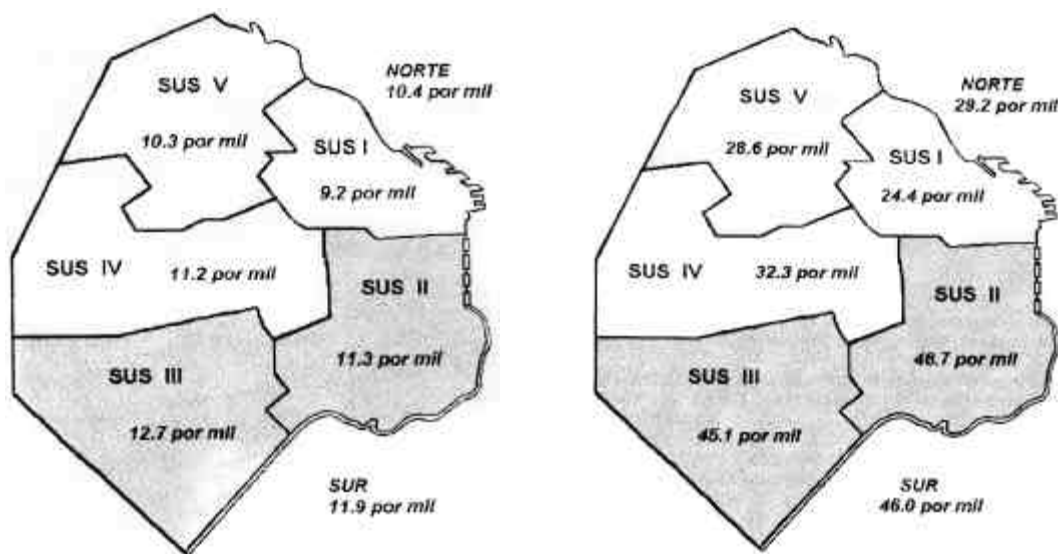 NORTE
10.4 por mil
SUS V
10.3 por mil
SUS I
9.2 por mil
SUS IV
11.2 por mil
SUS II
11.3 por mil
SUS III
12.7 por mil
SUR
11.9 por mil
NORTE
29.2 por mil
SUS V
28.6 por mil
SUS I
24.4 por mil
SUS IV
32.3 por mil
SUS II
46.7 por mil
SUS III
45.1 por mil
SUR
46.0 por mil